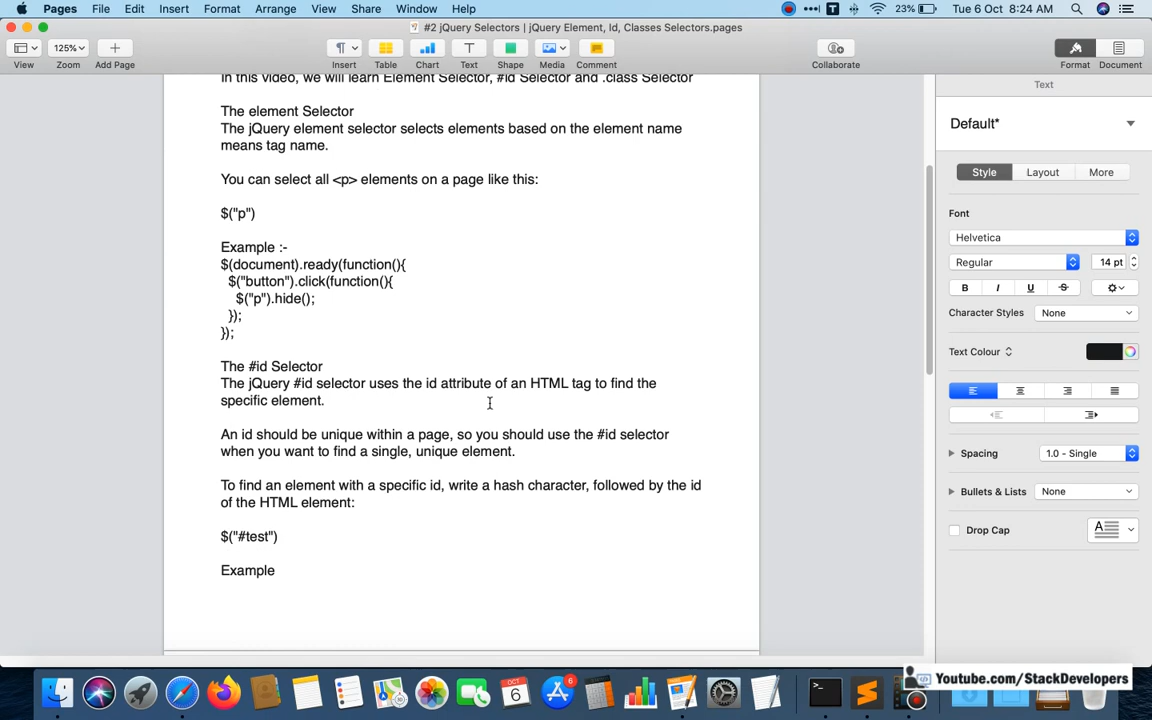 Pages File Edit Insert Format Arrange View Share Window Help 23% Tue 6 Oct 8:24 AM
#2 jQuery Selectors | jQuery Element, Id, Classes Selectors.pages
125%
View Zoom Add Page Insert Table Chart Text Shape Media Comment Collaborate Format Document
In this video, we will learn Element Selector, #id Selector and .class Selector
The element Selector
The jQuery element selector selects elements based on the element name
means tag name.
You can select all <p> elements on a page like this:
$("p")
Example :-
$(document).ready(function(){
$("button").click(function(){
$("p").hide();
});
});
The #id Selector
The jQuery #id selector uses the id attribute of an HTML tag to find the
specific element.
An id should be unique within a page, so you should use the #id selector
when you want to find a single, unique element.
To find an element with a specific id, write a hash character, followed by the id
of the HTML element:
$("#test")
Example
Text
Default*
Style Layout More
Font
Helvetica
Regular 14 pt
B I U S
Character Styles None
Text Colour
Spacing 1.0 - Single
Bullets & Lists None
Drop Cap
A
6
6
Youtube.com/StackDevelopers